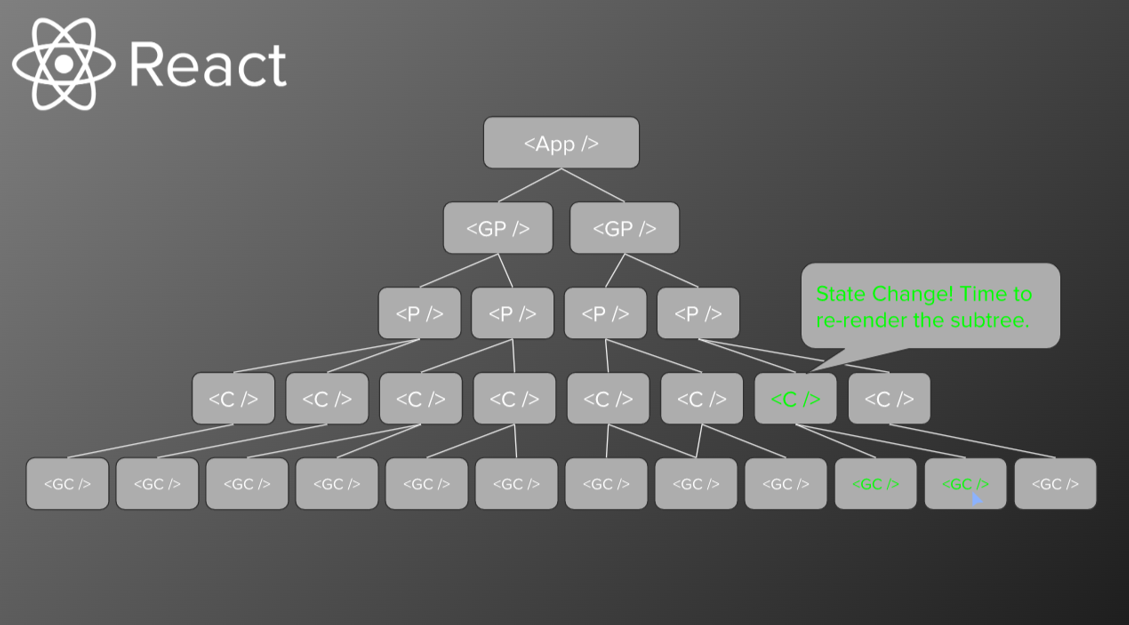 React
<App />
<GP /> <GP />
State Change! Time to
re-render the subtree.
<P /> <P /> <P /> <P />
<C /> <C /> <C /> <C /> <C /> <C /> <C /> <C />
<GC /> <GC /> <GC /> <GC /> <GC /> <GC /> <GC /> <GC /> <GC /> <GC /> <GC /> <GC />